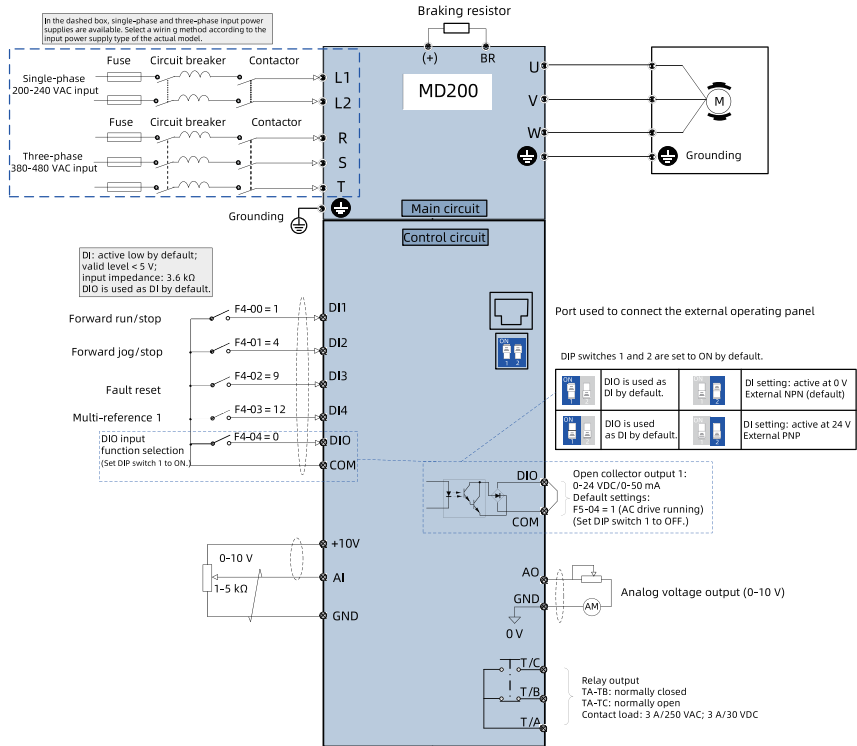 In the dashed box, single-phase and three-phase input power
supplies are available. Select a wirin g method according to the
input power supply type of the actual model.
Braking resistor
(+)
BR
MD200
Fuse
Circuit breaker
Contactor
Single-phase
200-240 VAC input
L1
L2
Fuse
Circuit breaker
Contactor
Three-phase
380-480 VAC input
R
S
T
Grounding
U
V
W
M
Grounding
Main circuit
Control circuit
DI: active low by default;
valid level < 5 V;
input impedance: 3.6 kΩ
DIO is used as DI by default.
Forward run/stop
F4-00 = 1
DI1
Forward jog/stop
F4-01 = 4
DI2
Fault reset
F4-02 = 9
DI3
Multi-reference 1
F4-03 = 12
DI4
DIO input
function selection
(Set DIP switch 1 to ON.)
F4-04 = 0
DIO
COM
Port used to connect the external operating panel
ON
1 2
DIP switches 1 and 2 are set to ON by default.
ON
1
DIO is used as
DI by default.
2
DI setting: active at 0 V
External NPN (default)
ON
1
DIO is used
as DI by default.
2
DI setting: active at 24 V
External PNP
DIO
COM
Open collector output 1:
0-24 VDC/0-50 mA
Default settings:
F5-04 = 1 (AC drive running)
(Set DIP switch 1 to OFF.)
+10V
0-10 V
AI
1-5 kΩ
GND
AO
GND
0 V
AM
Analog voltage output (0-10 V)
T/C
T/B
T/A
Relay output
TA-TB: normally closed
TA-TC: normally open
Contact load: 3 A/250 VAC; 3 A/30 VDC